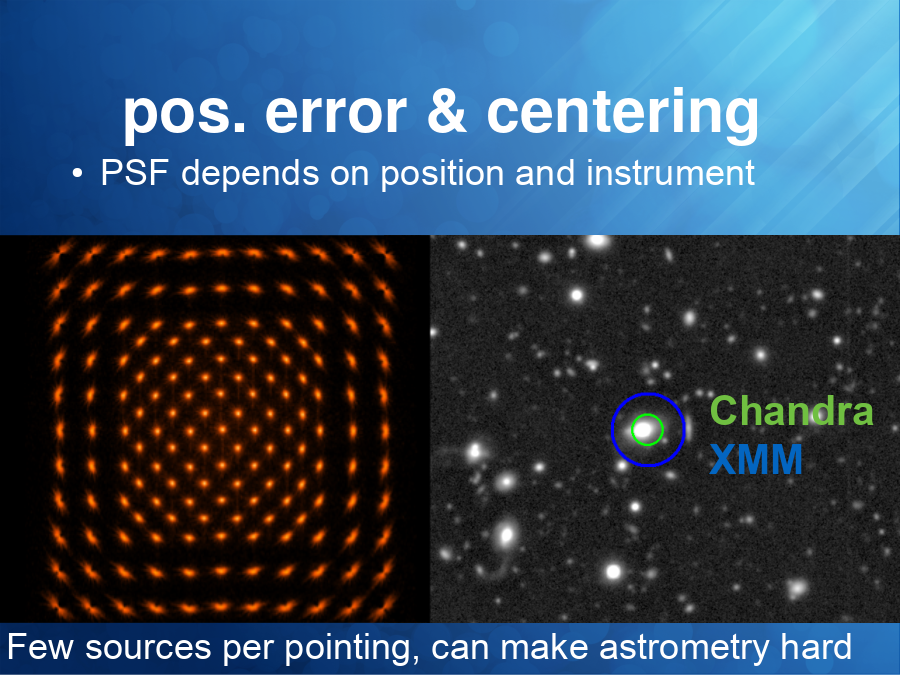 pos. error & centering
• PSF depends on position and instrument
Chandra
XMM
Few sources per pointing, can make astrometry hard